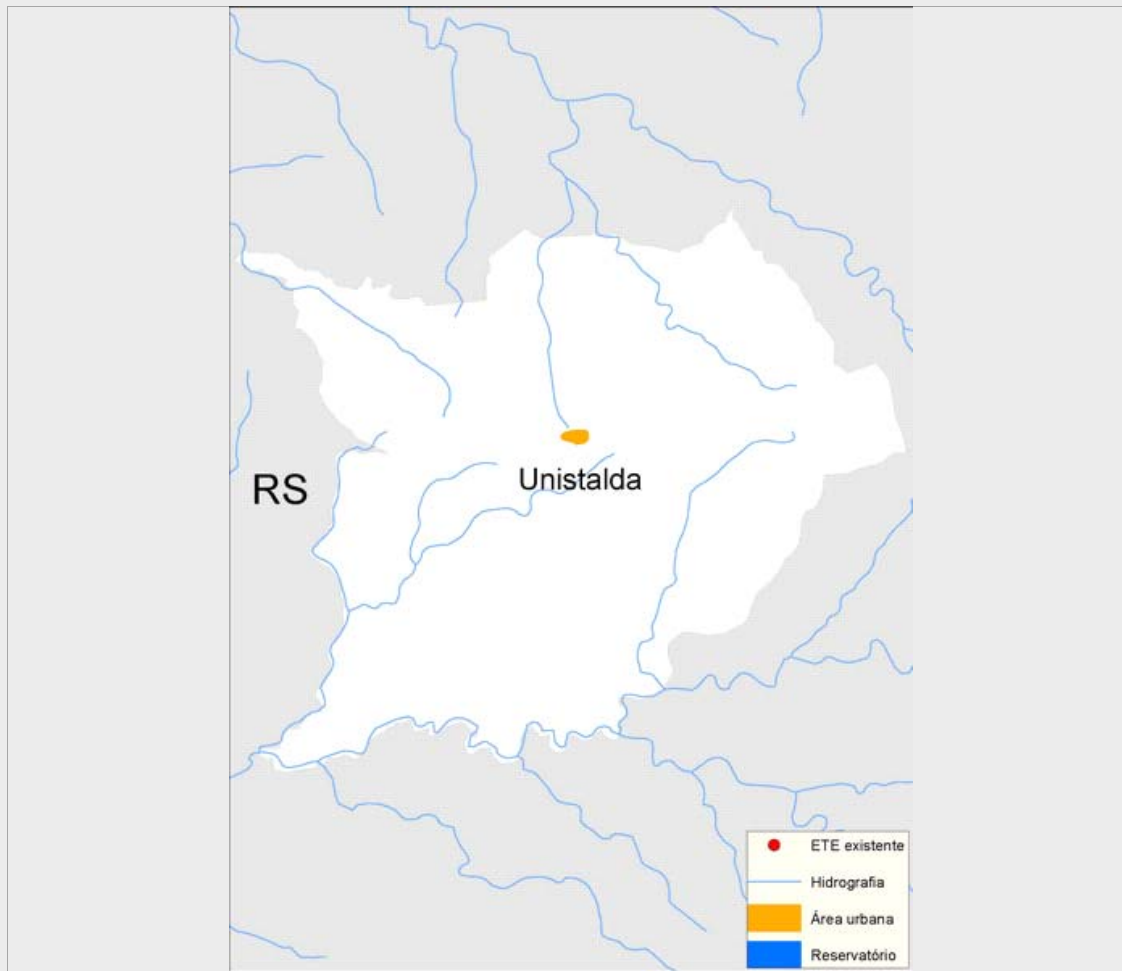 RS
Unistalda
ETE existente
Hidrografia
Área urbana
Reservatório